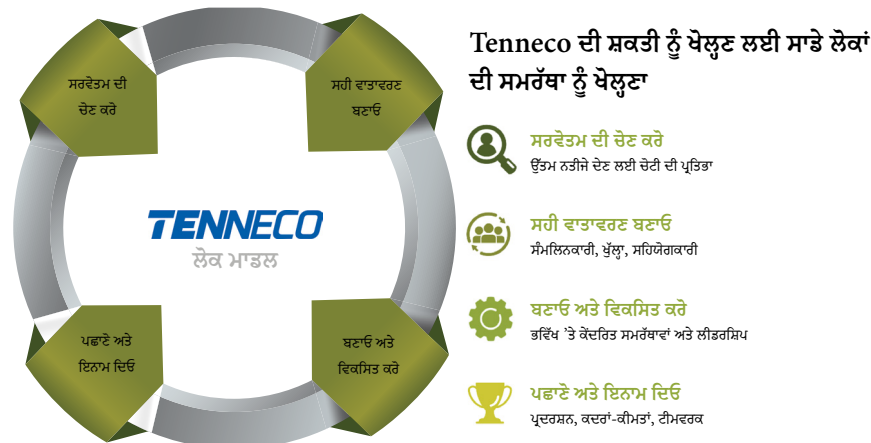 ਸਰਵੋਤਮ ਦੀ
ਚੋਣ ਕਰੋ
ਸਹੀ ਵਾਤਾਵਰਣ
ਬਣਾਓ
TENNECO
ਲੋਕ ਮਾਡਲ
ਪਛਾਣੋ ਅਤੇ
ਇਨਾਮ ਦਿਓ
ਬਣਾਓ ਅਤੇ
ਵਿਕਸਿਤ ਕਰੋ
Tenneco ਦੀ ਸ਼ਕਤੀ ਨੂੰ ਖੋਲ੍ਹਣ ਲਈ ਸਾਡੇ ਲੋਕਾਂ
ਦੀ ਸਮਰੱਥਾ ਨੂੰ ਖੋਲ੍ਹਣਾ
ਸਰਵੋਤਮ ਦੀ ਚੋਣ ਕਰੋ
ਉੱਤਮ ਨਤੀਜੇ ਦੇਣ ਲਈ ਚੋਟੀ ਦੀ ਪ੍ਰਤਿਭਾ
ਸਹੀ ਵਾਤਾਵਰਣ ਬਣਾਓ
ਸੰਮਲਿਨਕਾਰੀ, ਖੁੱਲ੍ਹਾ, ਸਹਿਯੋਗਕਾਰੀ
ਬਣਾਓ ਅਤੇ ਵਿਕਸਿਤ ਕਰੋ
ਭਵਿੱਖ ’ਤੇ ਕੇਂਦਰਿਤ ਸਮਰੱਥਾਵਾਂ ਅਤੇ ਲੀਡਰਸ਼ਿਪ
ਪਛਾਣੋ ਅਤੇ ਇਨਾਮ ਦਿਓ
ਪ੍ਰਦਰਸ਼ਨ, ਕਦਰਾਂ-ਕੀਮਤਾਂ, ਟੀਮਵਰਕ